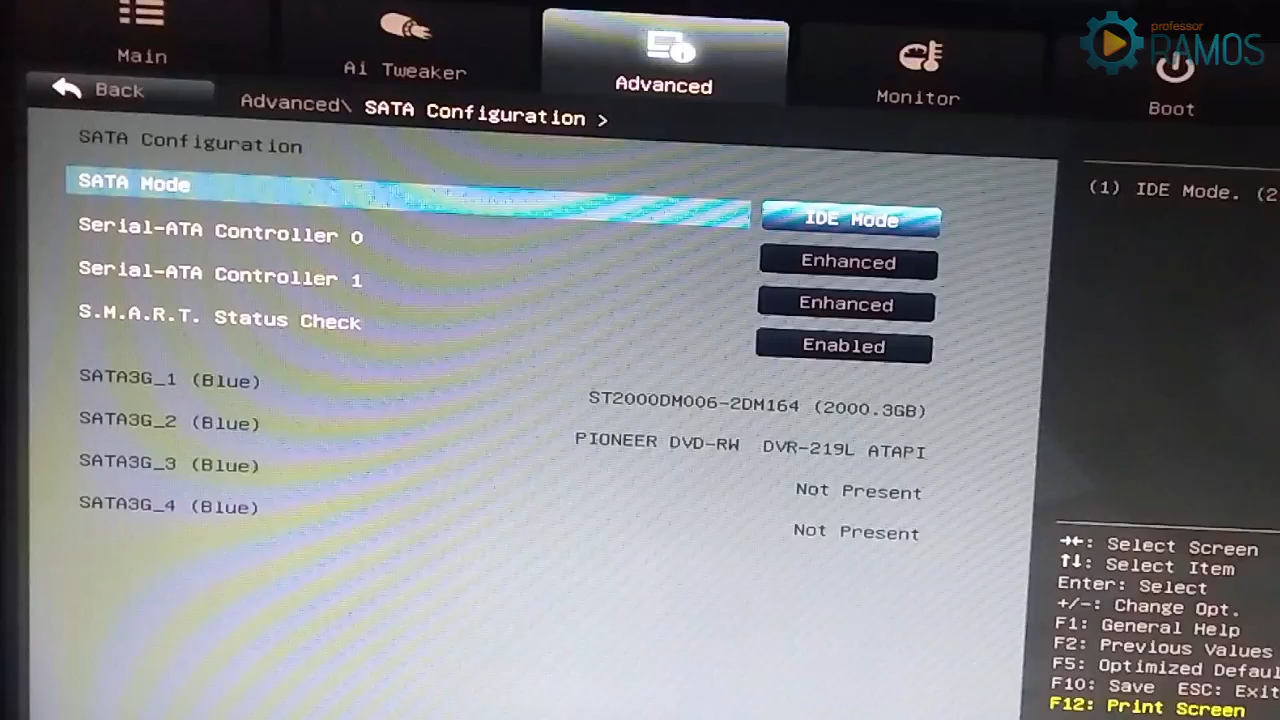 professor
RAMOS
Main
Ai Tweaker
Advanced
Monitor
Boot
Back
Advanced\ SATA Configuration >
SATA Configuration
SATA Mode
IDE Mode
(1) IDE Mode. (2
Serial-ATA Controller 0
Enhanced
Serial-ATA Controller 1
Enhanced
S.M.A.R.T. Status Check
Enabled
SATA3G_1 (Blue)
ST2000DM006-2DM164 (2000.3GB)
SATA3G_2 (Blue)
PIONEER DVD-RW DVR-219L ATAPI
SATA3G_3 (Blue)
Not Present
SATA3G_4 (Blue)
Not Present
→←: Select Screen
↑↓: Select Item
Enter: Select
+/-: Change Opt.
F1: General Help
F2: Previous Values
F5: Optimized Defau
F10: Save ESC: Exit
F12: Print Screen